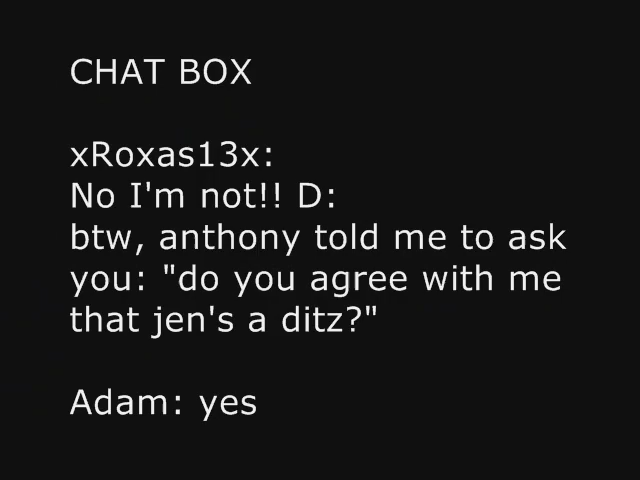 CHAT BOX
xRoxas13x:
No I'm not!! D:
btw, anthony told me to ask
you: "do you agree with me
that jen's a ditz?"
Adam: yes